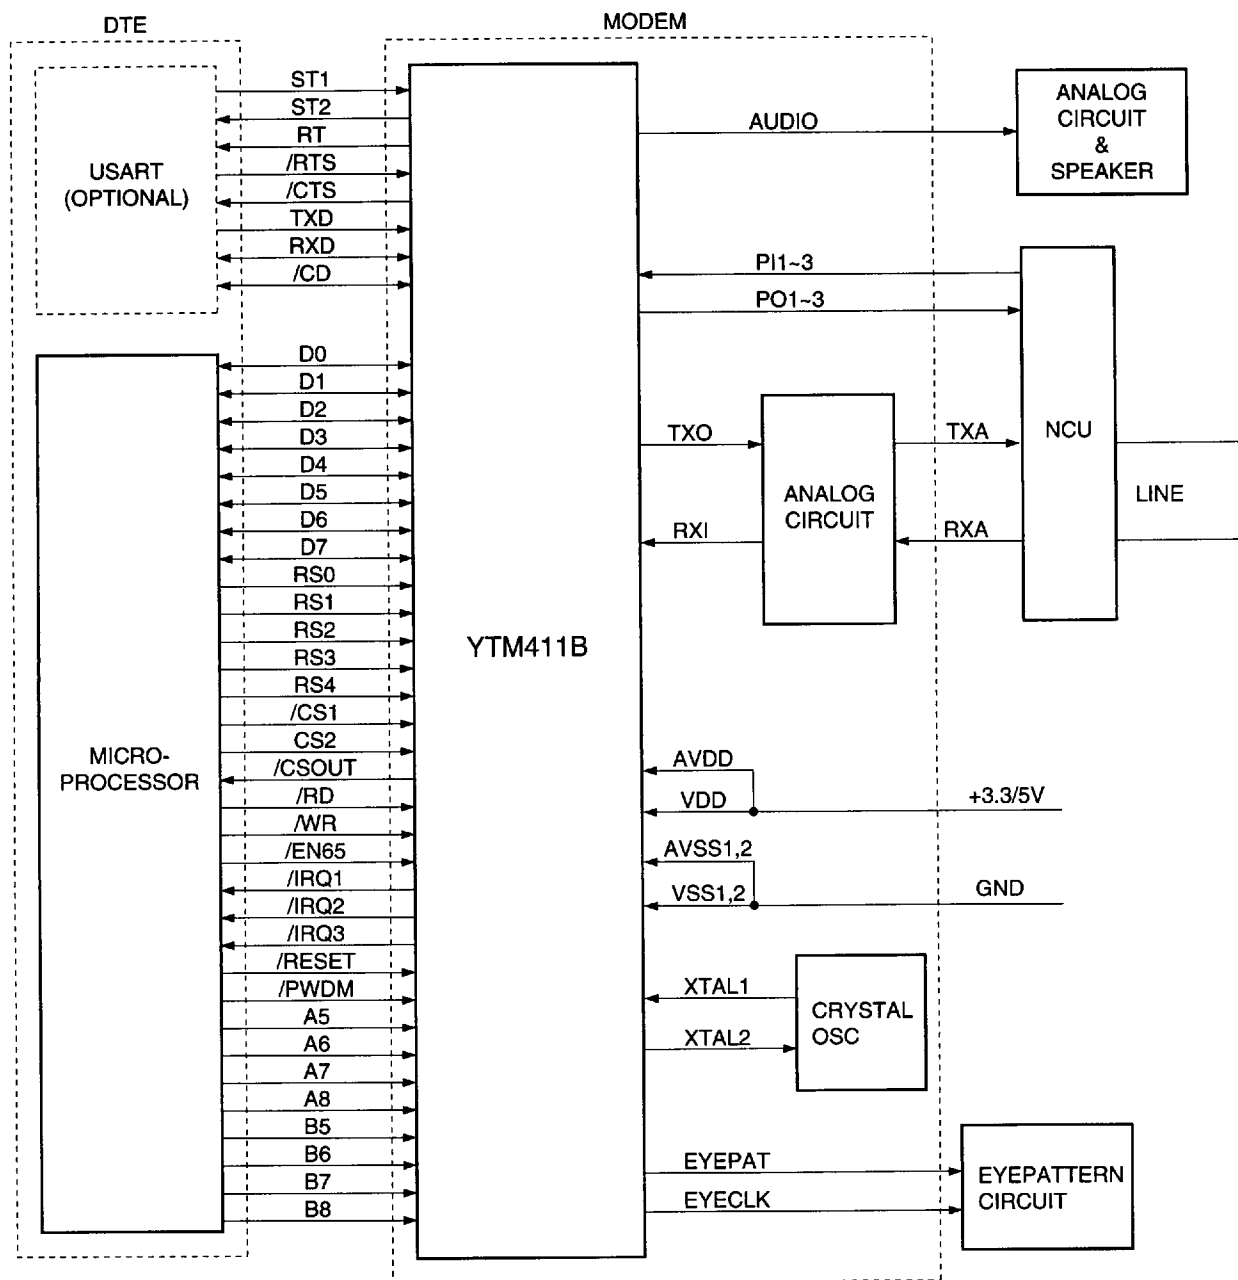 DTE
MODEM
ST1
ST2
RT
/RTS
/CTS
TXD
RXD
/CD
USART
(OPTIONAL)
D0
D1
D2
D3
D4
D5
D6
D7
RS0
RS1
RS2
RS3
RS4
/CS1
CS2
/CSOUT
/RD
/WR
/EN65
/IRQ1
/IRQ2
/IRQ3
/RESET
/PWDM
A5
A6
A7
A8
B5
B6
B7
B8
MICRO-
PROCESSOR
YTM411B
AUDIO
ANALOG
CIRCUIT
&
SPEAKER
PI1~3
PO1~3
TXO
RXI
ANALOG
CIRCUIT
TXA
RXA
NCU
LINE
AVDD
VDD
+3.3/5V
AVSS1,2
VSS1,2
GND
XTAL1
XTAL2
CRYSTAL
OSC
EYEPAT
EYECLK
EYEPATTERN
CIRCUIT